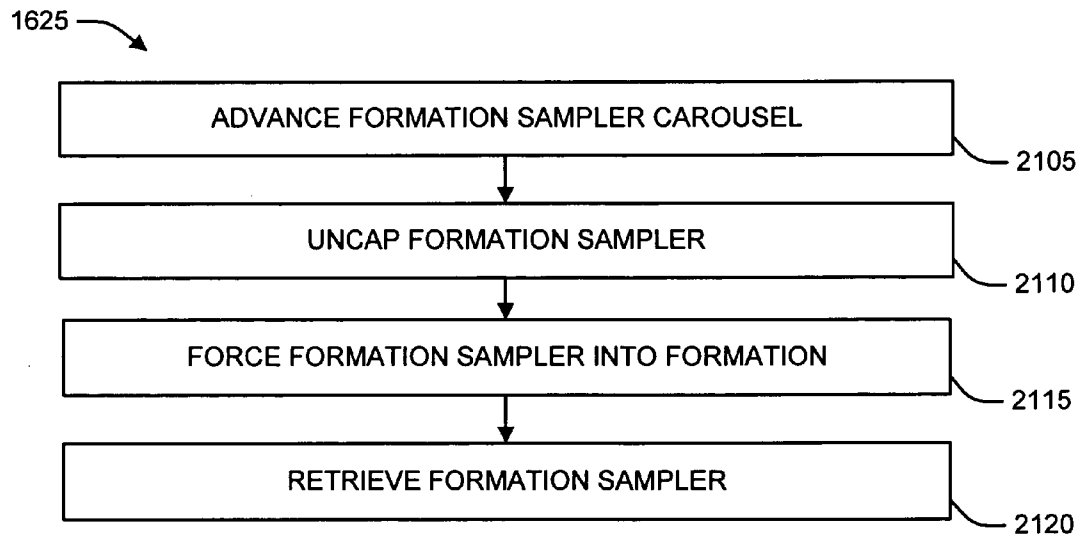 1625
ADVANCE FORMATION SAMPLER CAROUSEL
2105
UNCAP FORMATION SAMPLER
2110
FORCE FORMATION SAMPLER INTO FORMATION
2115
RETRIEVE FORMATION SAMPLER
2120